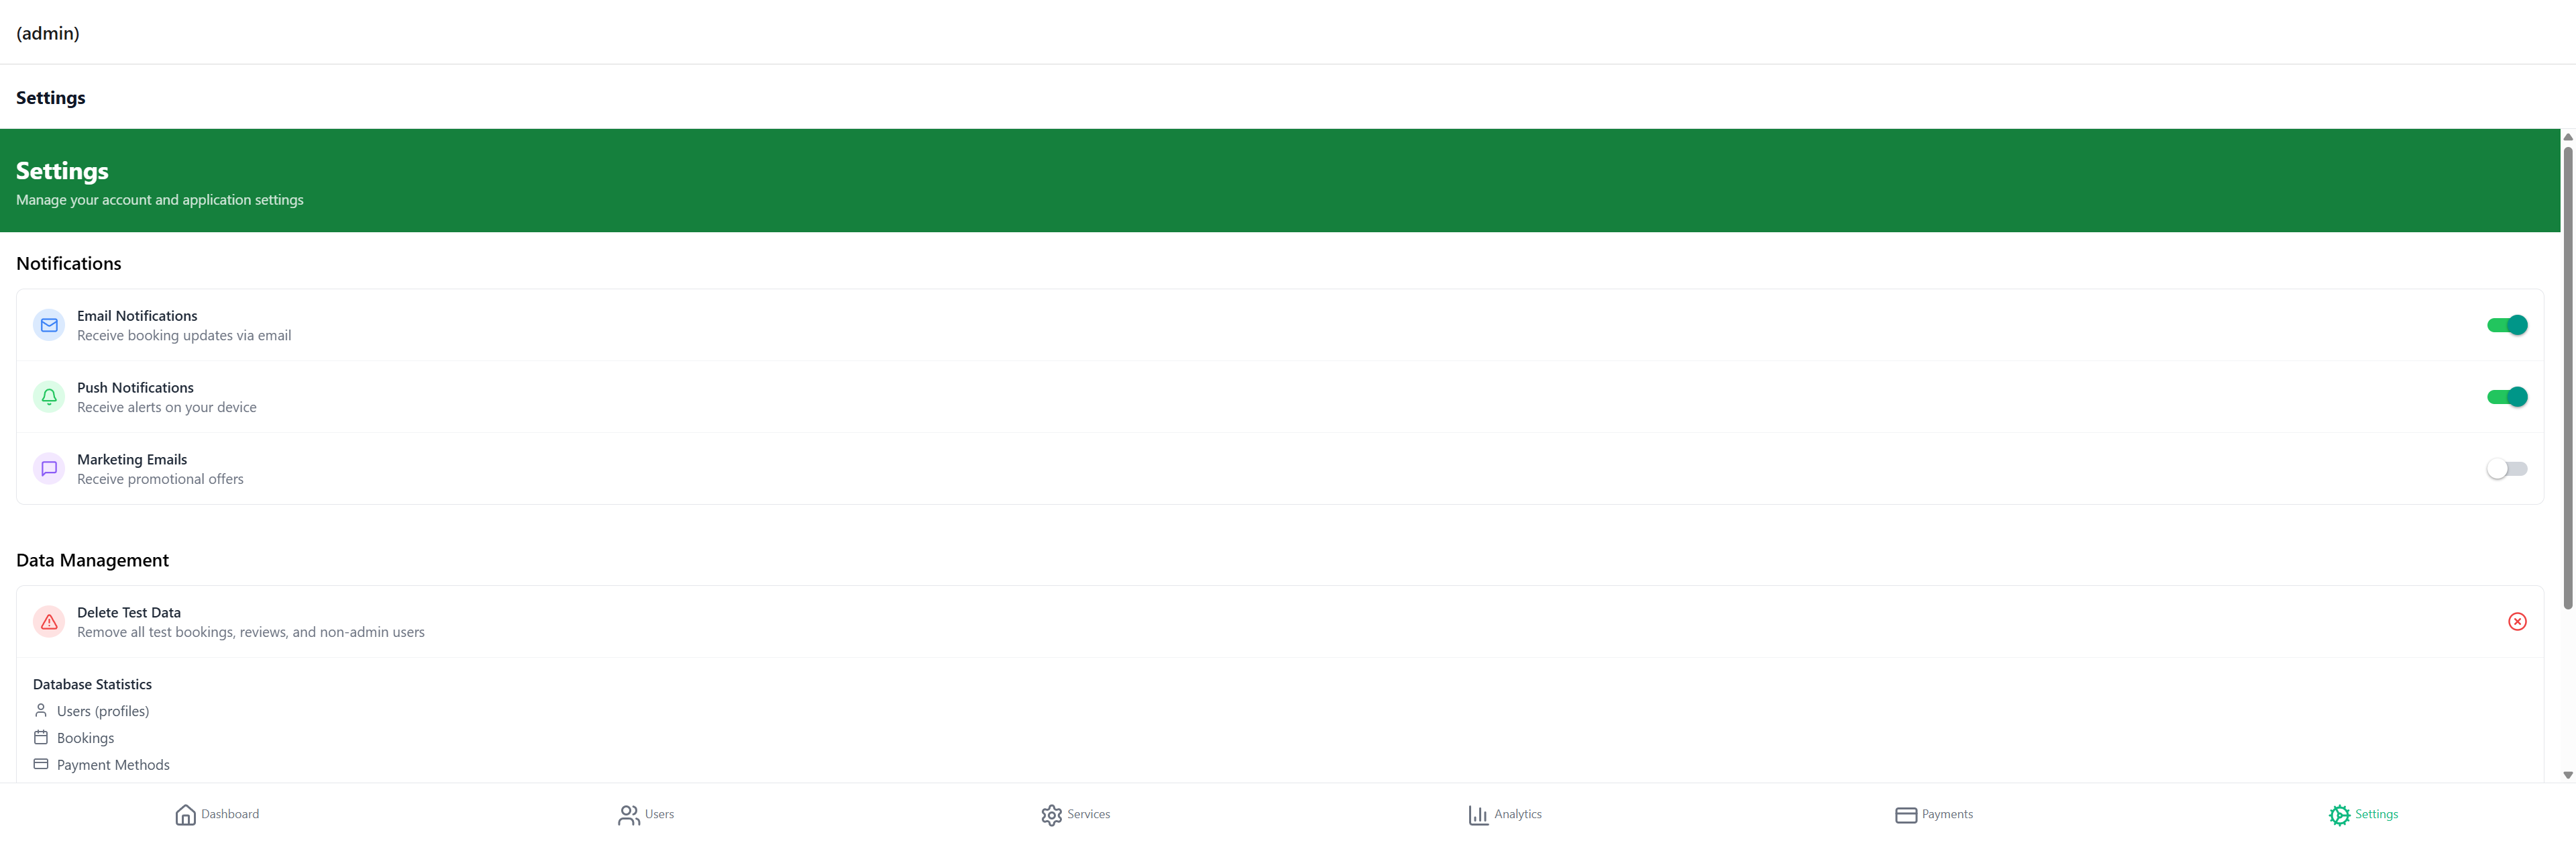 (admin)
Settings
Settings
Manage your account and application settings
Notifications
Email Notifications
Receive booking updates via email
Push Notifications
Receive alerts on your device
Marketing Emails
Receive promotional offers
Data Management
Delete Test Data
Remove all test bookings, reviews, and non-admin users
Database Statistics
Users (profiles)
Bookings
Payment Methods
Dashboard
Users
Services
Analytics
Payments
Settings